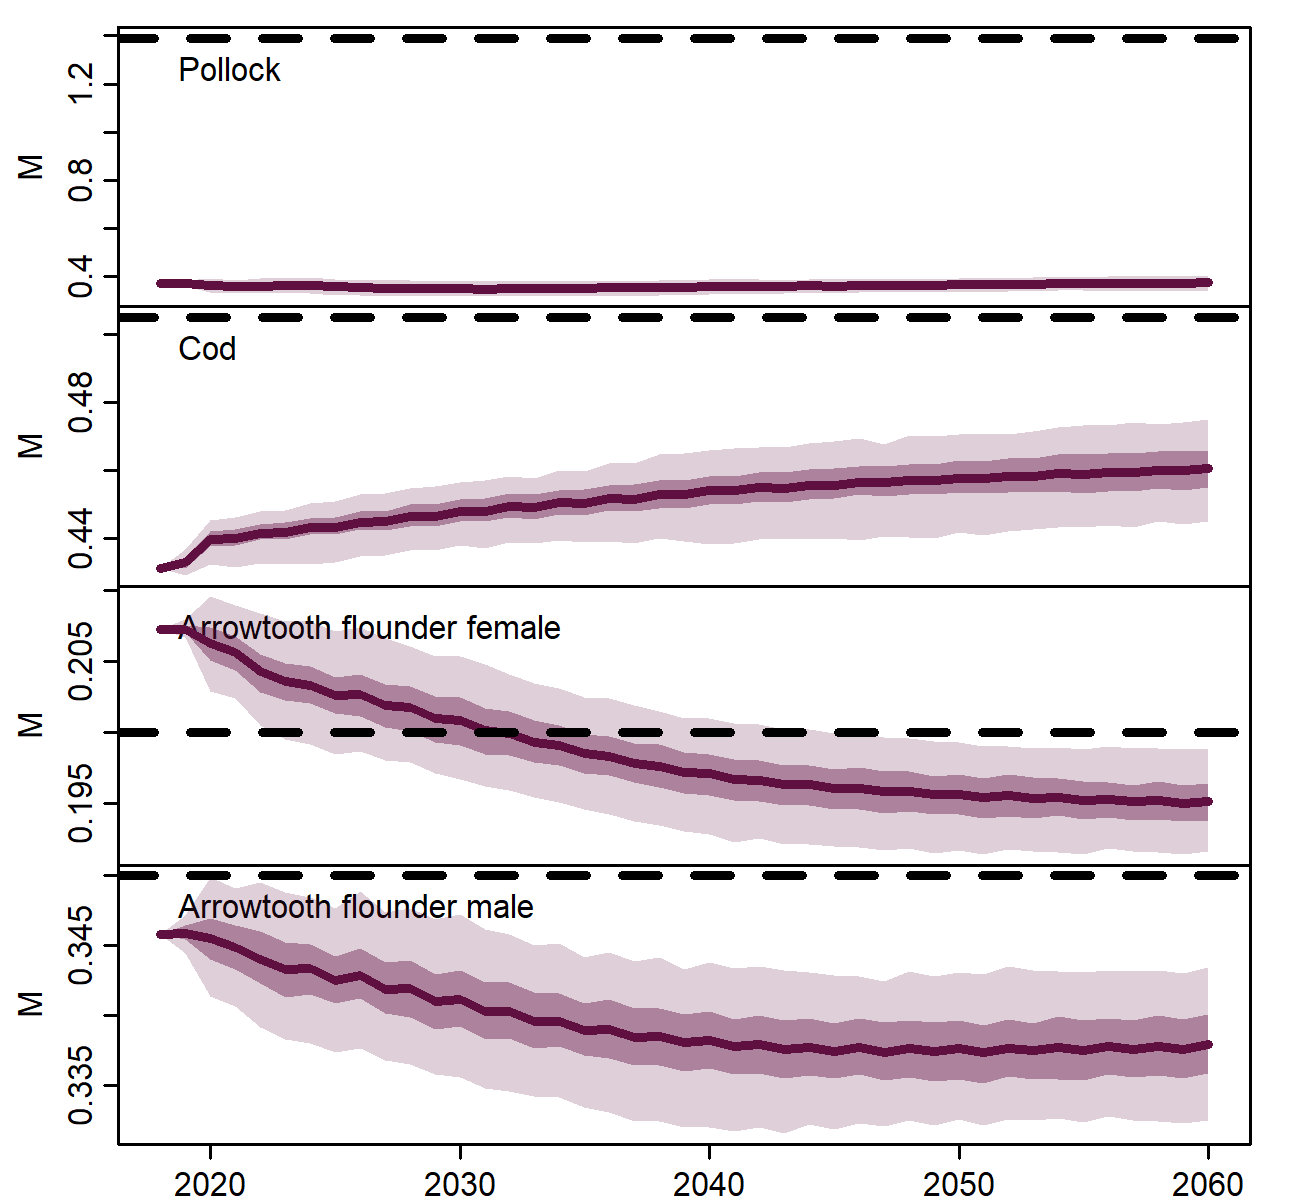 Pollock
M
1.2
0.8
0.4
Cod
M
0.48
0.44
Arrowtooth flounder female
M
0.205
0.195
Arrowtooth flounder male
M
0.345
0.335
2020 2030 2040 2050 2060